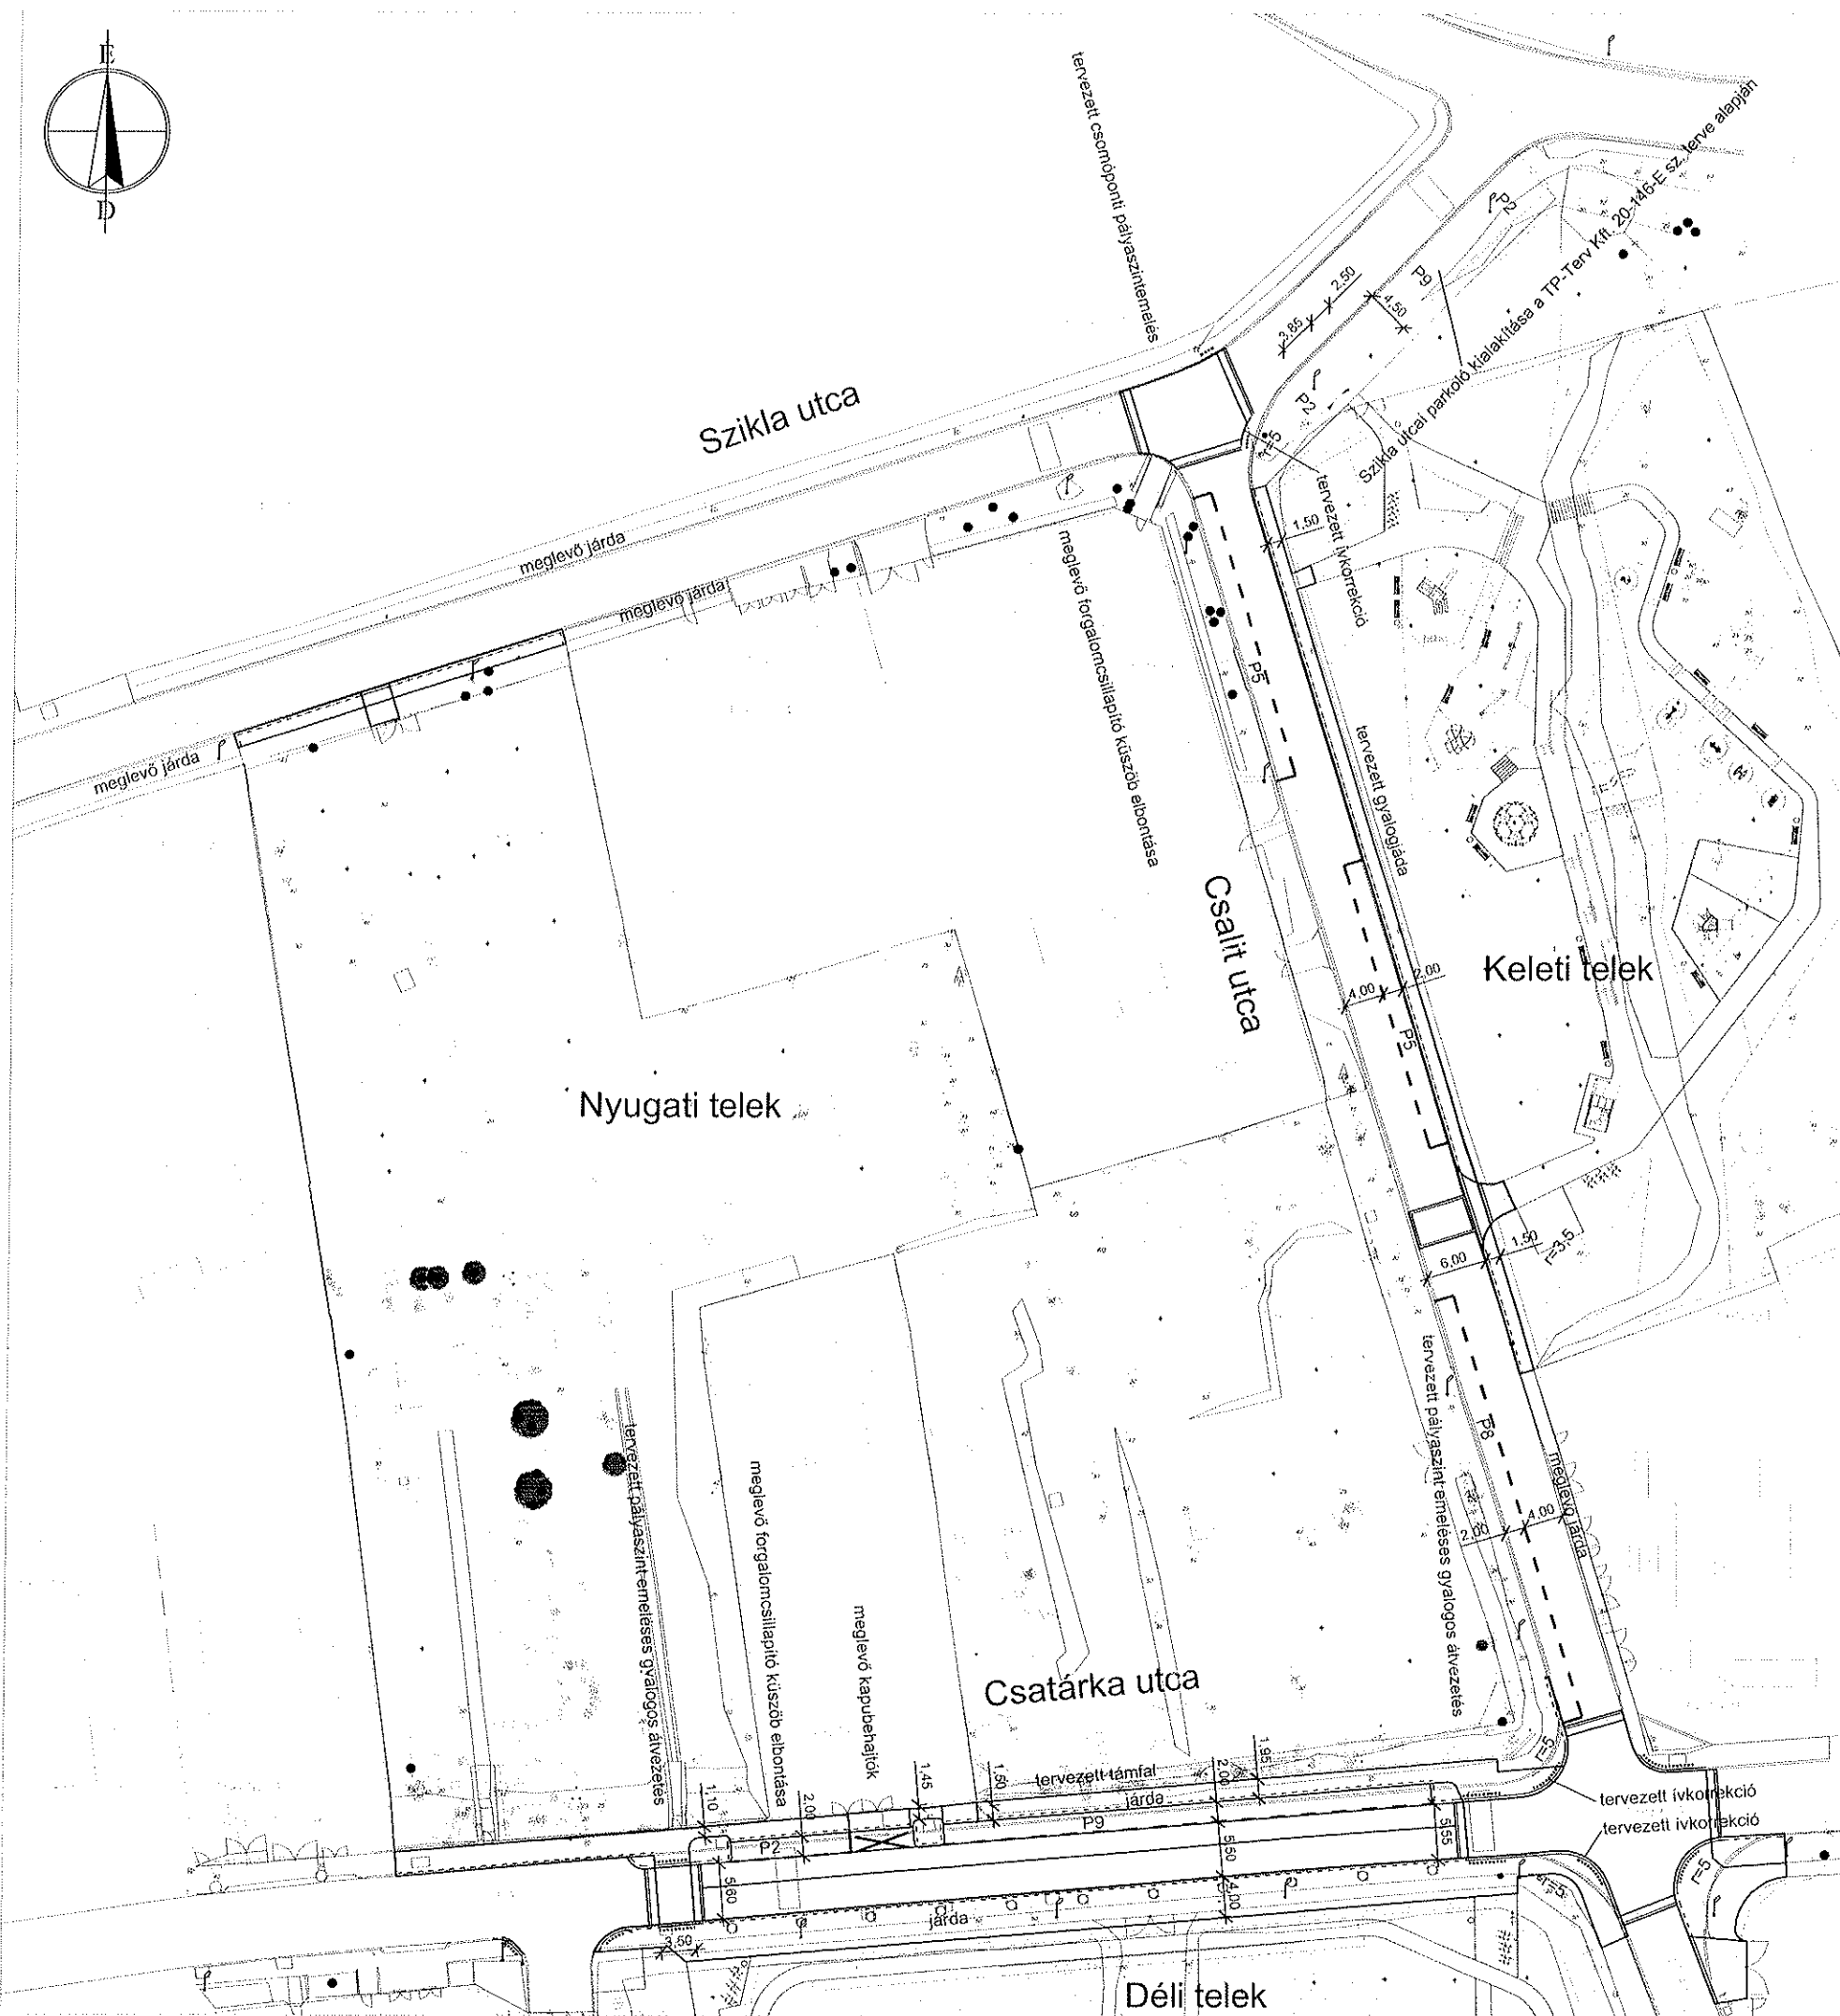 É
D
tervezett csomóponti pályaszintemelés
Szikla utcai parkoló kialakítása a TP-Terv Kft. 20-146-E sz. terve alapján
P2
P9
2,50
3,85
4,50
P2
r=5
Szikla utca
tervezett ívkorrekció
1,50
meglevő járda
meglevő járda
meglevő járda
meglevő forgalomcsillapító küszöb elbontása
P5
tervezett gyalogjáda
Csalit utca
Keleti telek
2,00
4,00
P5
Nyugati telek
6,00
1,50
r=3,5
tervezett pályaszint-emeléses gyalogos átvezetés
P8
meglevő járda
2,00
4,00
tervezett pályaszint-emeléses gyalogos átvezetés
meglevő forgalomcsillapító küszöb elbontása
meglevő kapubehajtók
Csatárka utca
r=5
1,10
2,00
1,45
1,50
2,00
1,95
tervezett támfal
járda
P2
P9
tervezett ívkorrekció
tervezett ívkorrekció
5,60
5,50
5,55
4,00
r=5
r=5
járda
3,50
Déli telek